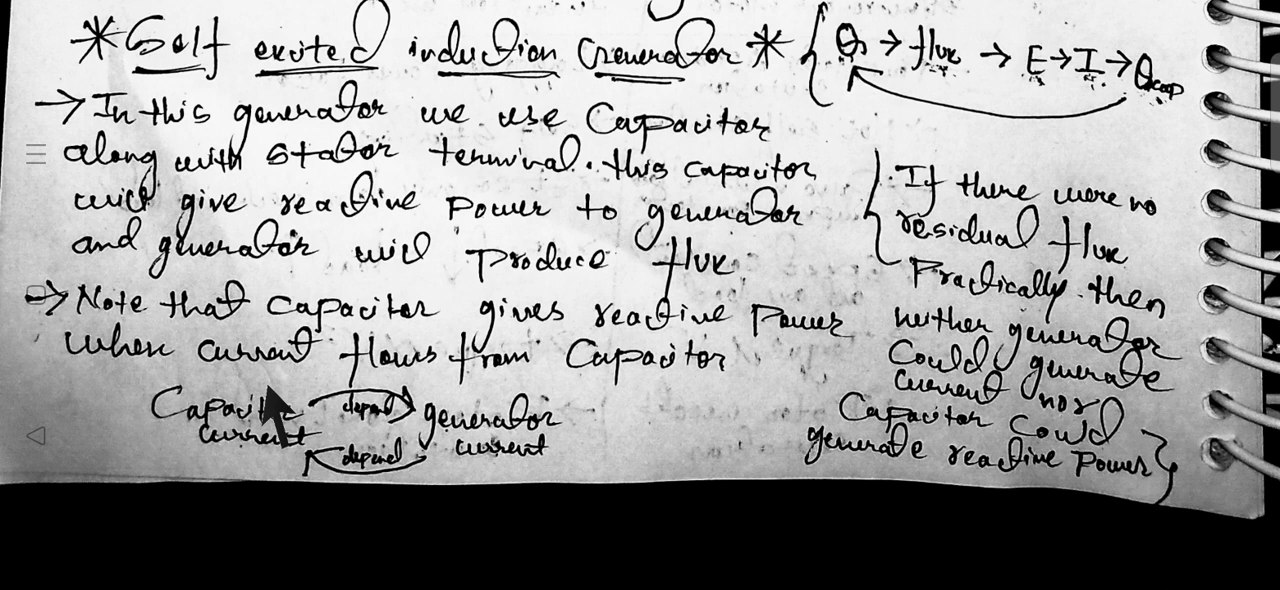 * Self excited induction Generator * { Q → flux → E → I → Qcap
→ In this generator we use Capacitor
along with stator terminal. this capacitor
will give reactive power to generator
and generator will produce flux
→ Note that capacitor gives reactive power
when current flows from Capacitor
Capacitor current depend generator current
depend
{ If there were no
residual flux
Practically then
neither generator
Could generate
current nor
Capacitor Could
generate reactive power }